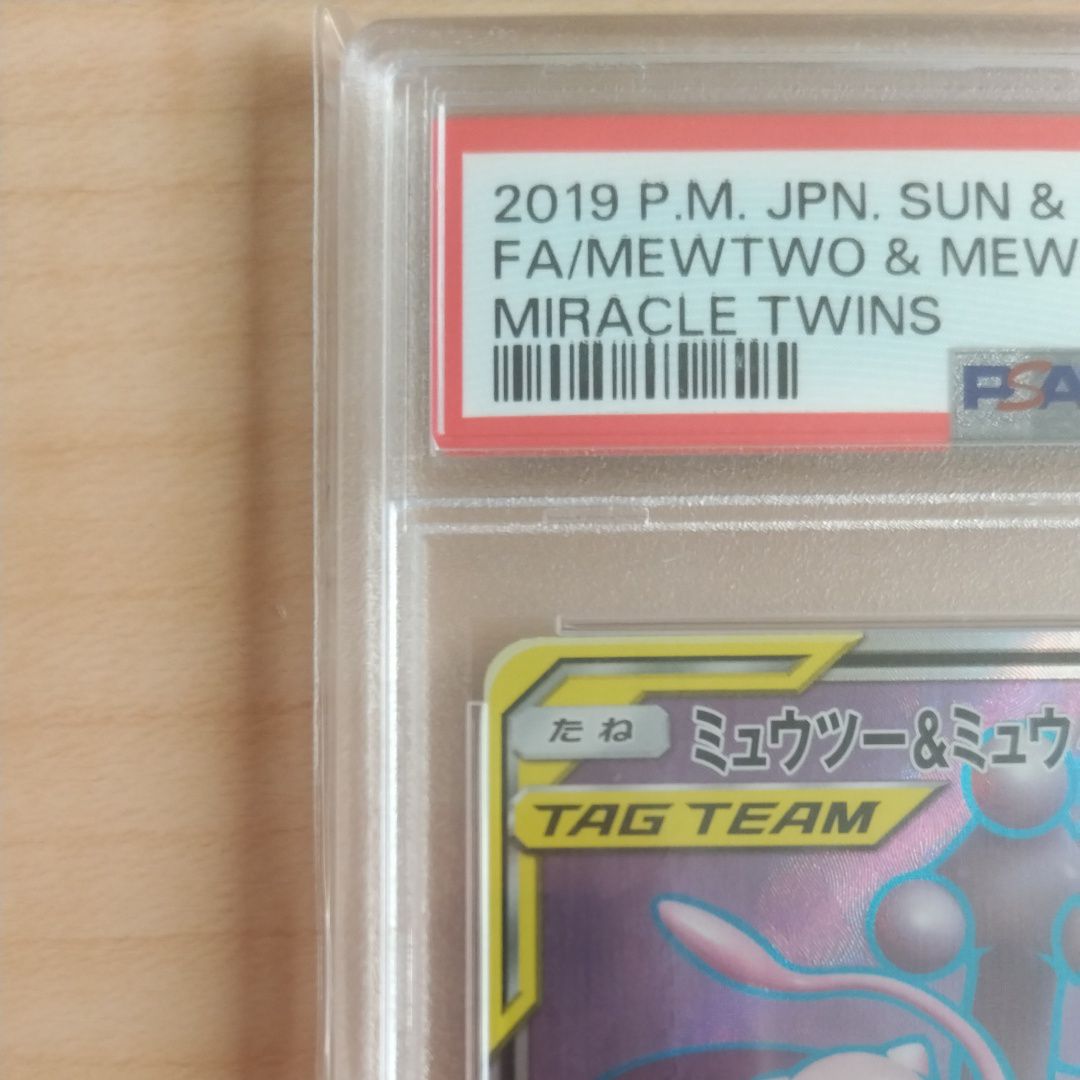 2019 P.M. JPN. SUN &
FA/MEWTWO & MEW
MIRACLE TWINS
PSA
たね
ミュウツー&ミュウ
TAG TEAM